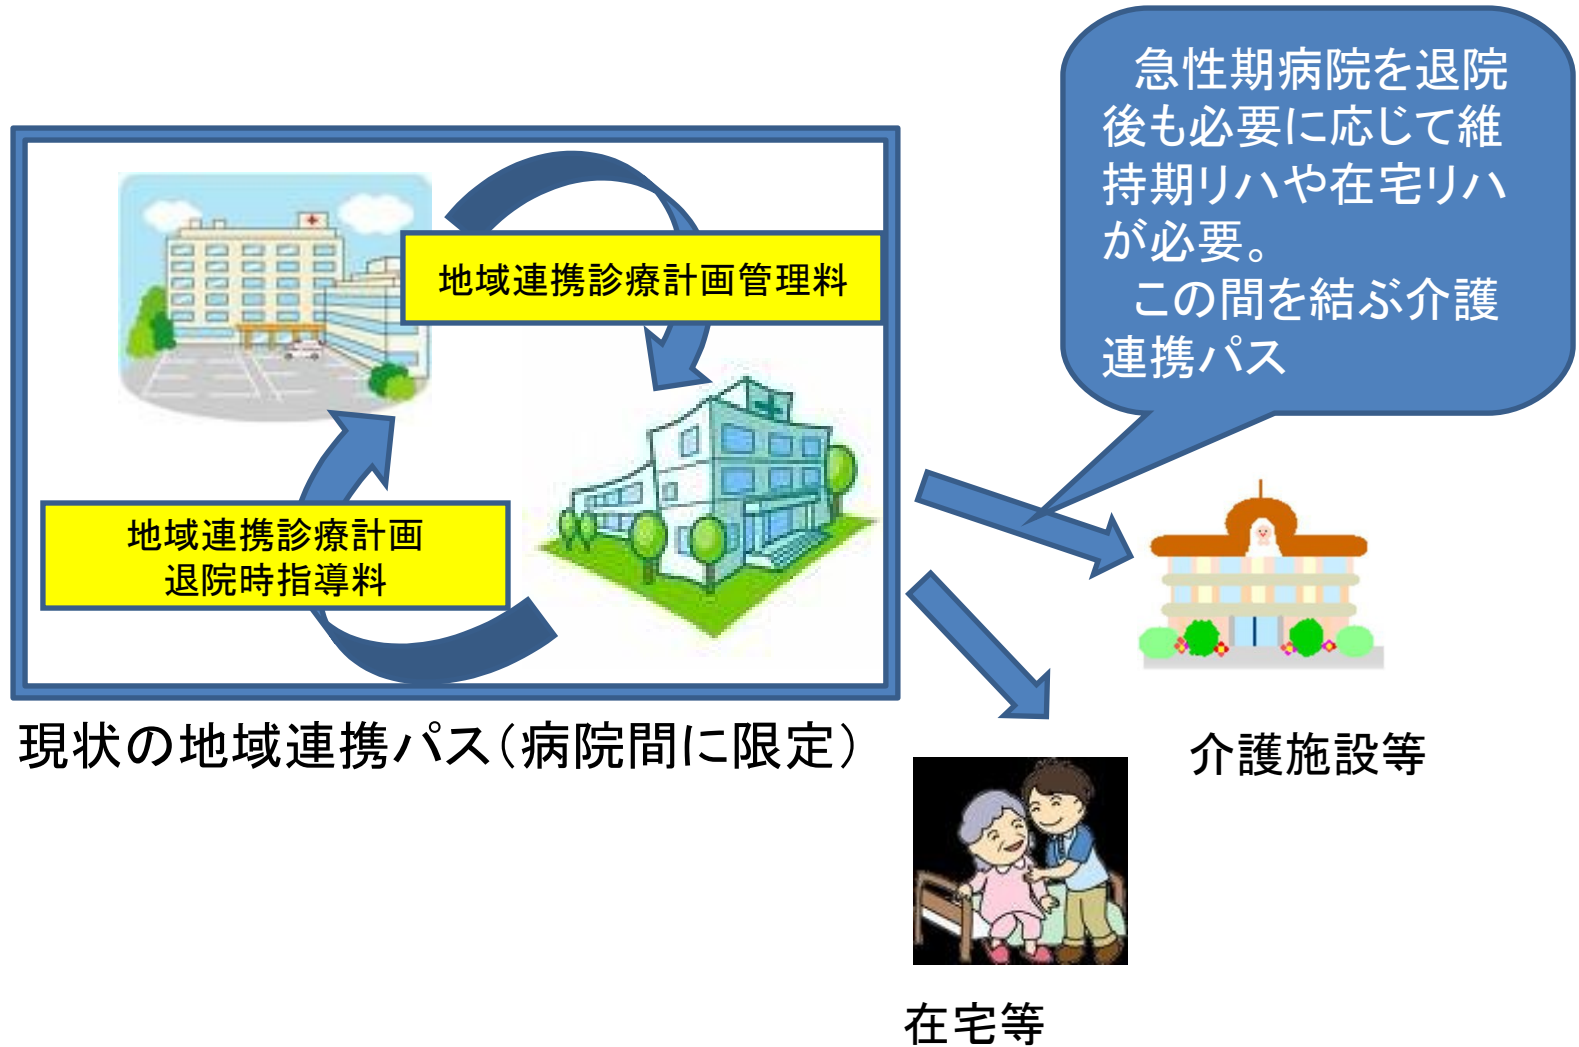 急性期病院を退院
後も必要に応じて維
持期リハや在宅リハ
が必要。
この間を結ぶ介護
連携パス
地域連携診療計画管理料
地域連携診療計画
退院時指導料
現状の地域連携パス（病院間に限定）
介護施設等
在宅等